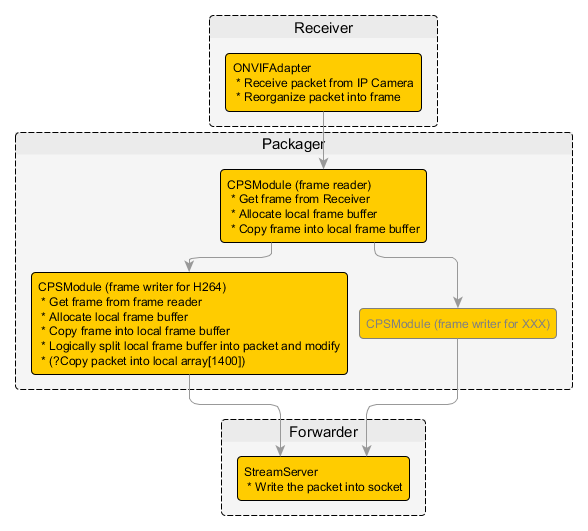 Receiver
ONVIFAdapter
* Receive packet from IP Camera
* Reorganize packet into frame
Packager
CPSModule (frame reader)
* Get frame from Receiver
* Allocate local frame buffer
* Copy frame into local frame buffer
CPSModule (frame writer for H264)
* Get frame from frame reader
* Allocate local frame buffer
* Copy frame into local frame buffer
* Logically split local frame buffer into packet and modify
* (?Copy packet into local array[1400])
CPSModule (frame writer for XXX)
Forwarder
StreamServer
* Write the packet into socket